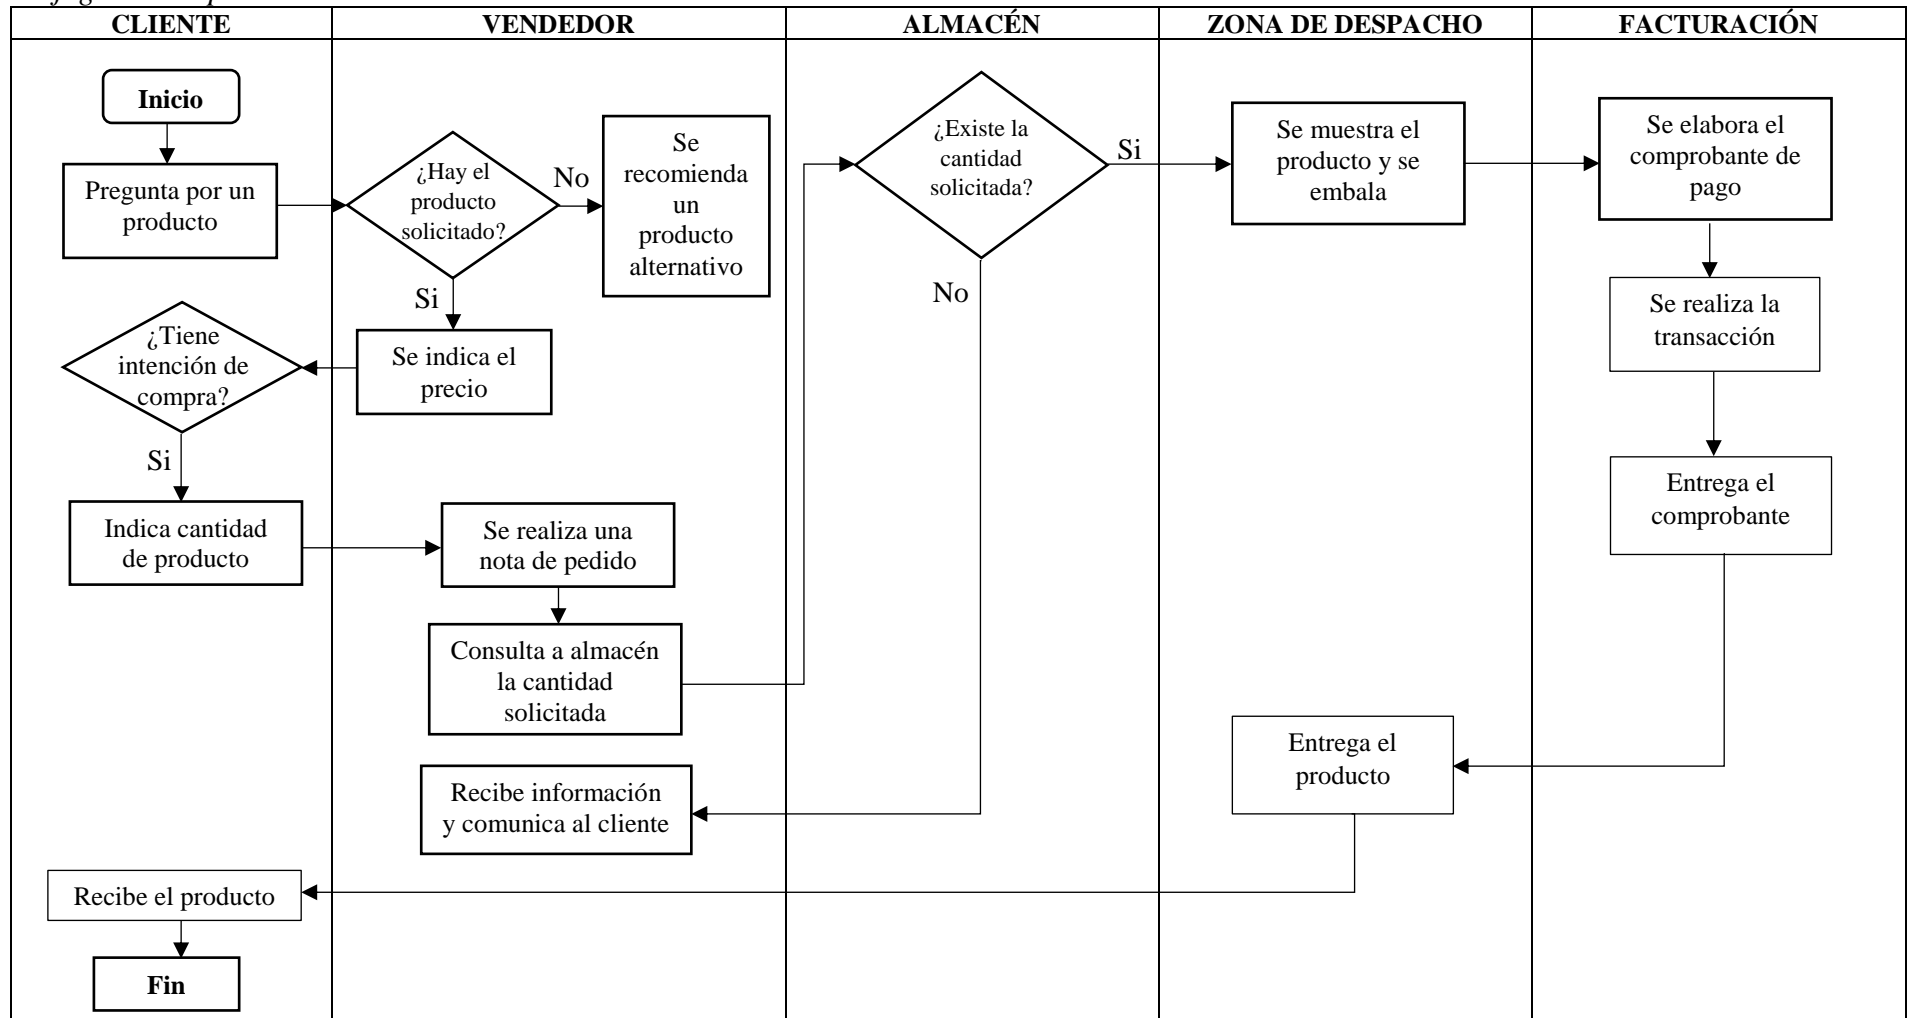 CLIENTE
VENDEDOR
ALMACÉN
ZONA DE DESPACHO
FACTURACIÓN
Inicio
Pregunta por un
producto
¿Hay el
producto
solicitado?
No
Se
recomienda
un
producto
alternativo
Si
Se indica el
precio
¿Tiene
intención de
compra?
Si
Indica cantidad
de producto
Se realiza una
nota de pedido
Consulta a almacén
la cantidad
solicitada
¿Existe la
cantidad
solicitada?
Si
No
Se muestra el
producto y se
embala
Se elabora el
comprobante de
pago
Se realiza la
transacción
Entrega el
comprobante
Entrega el
producto
Recibe información
y comunica al cliente
Recibe el producto
Fin